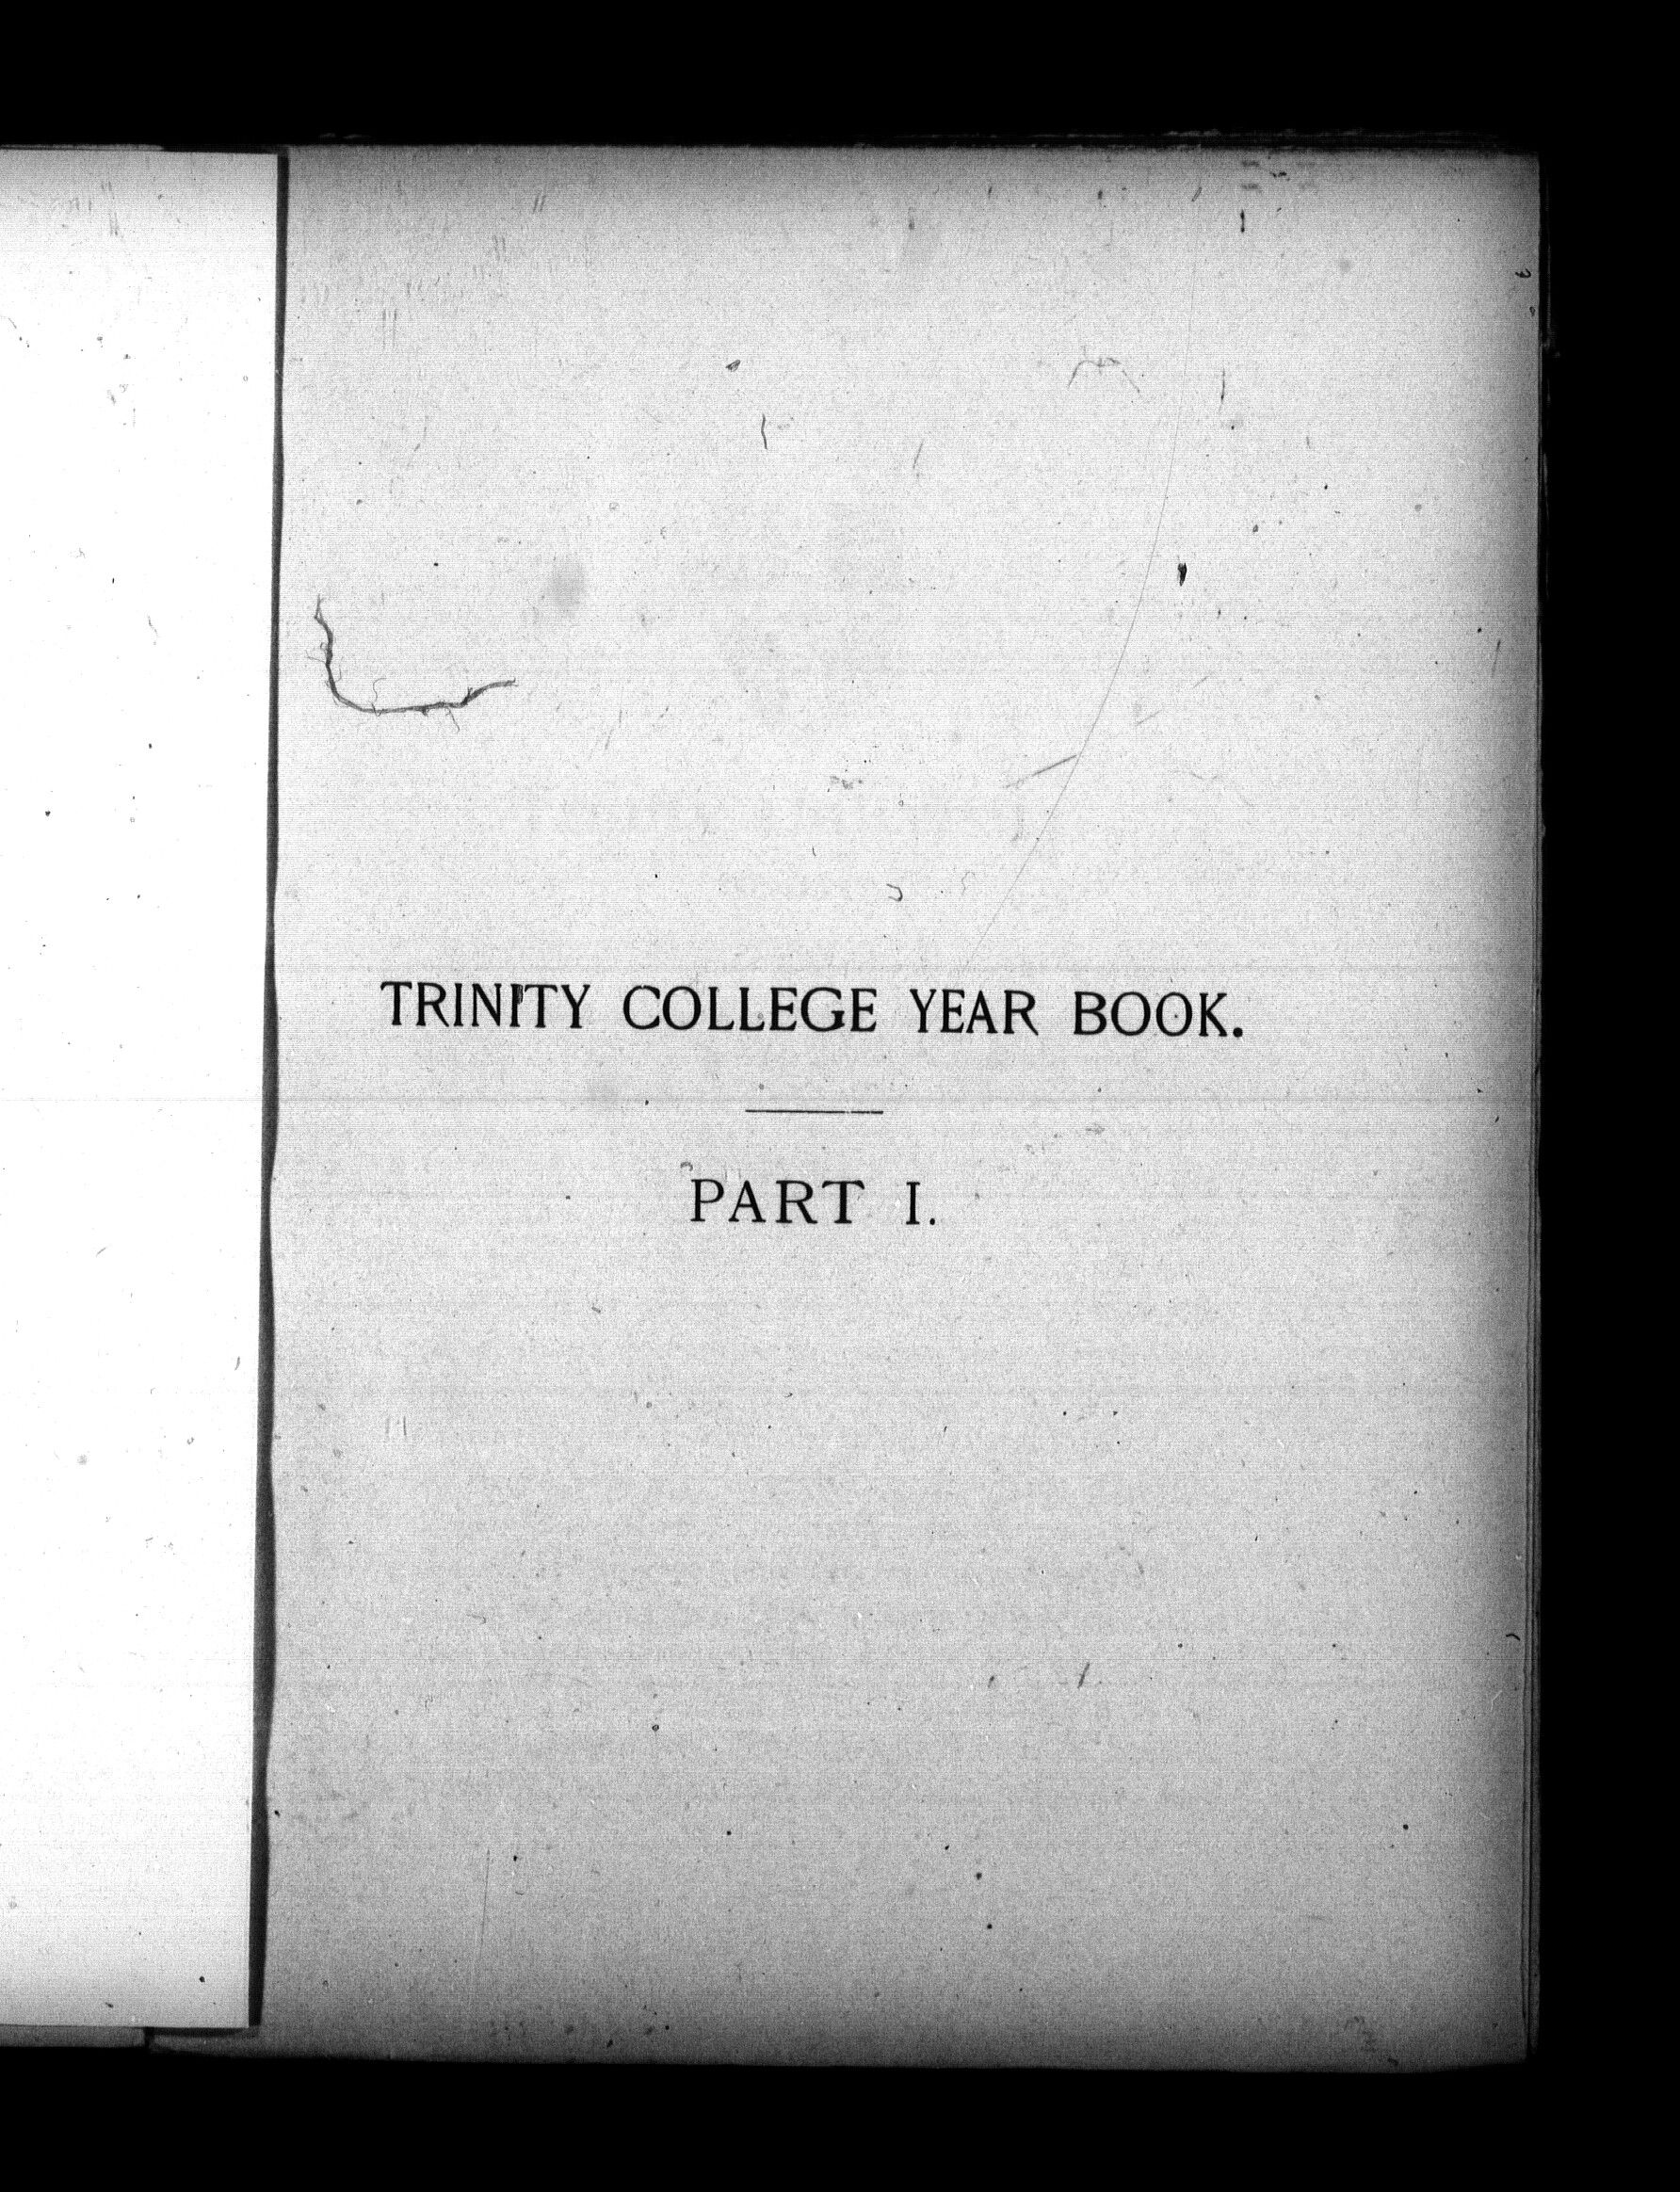 TRINITY COLLEGE YEAR BOOK.
PART I.